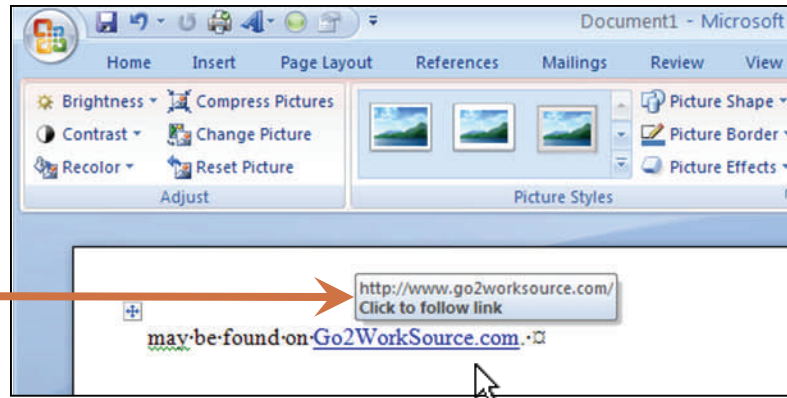 Document1 - Microsoft
Home Insert Page Layout References Mailings Review View
Brightness Compress Pictures Picture Shape
Contrast Change Picture Picture Border
Recolor Reset Picture Picture Effects
Adjust Picture Styles
http://www.go2worksource.com/
Click to follow link
may·be·found·on·Go2WorkSource.com.·¤